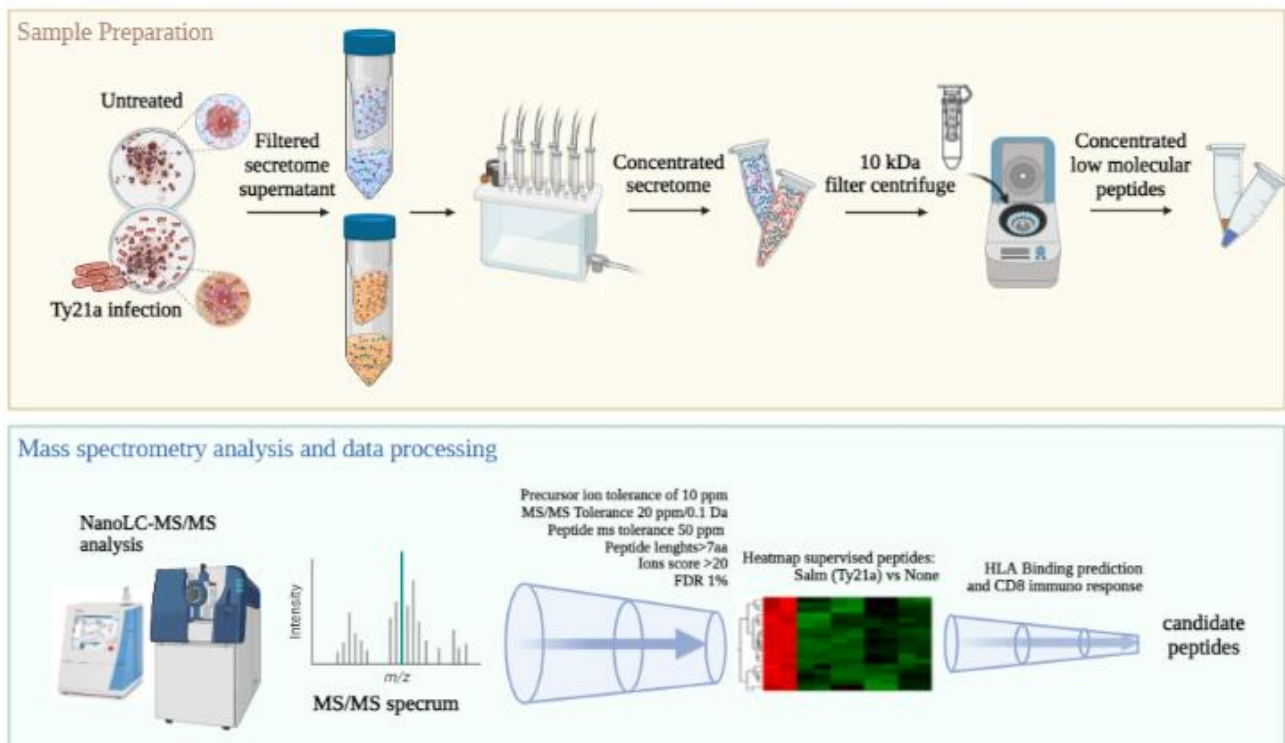 Sample Preparation
Untreated
Filtered
secretome
supernatant
Ty21a infection
Concentrated
secretome
10 kDa
filter centrifuge
Concentrated
low molecular
peptides
Mass spectrometry analysis and data processing
NanoLC-MS/MS
analysis
Intensity
m/z
MS/MS specrum
Precursor ion tolerance of 10 ppm
MS/MS Tolerance 20 ppm/0.1 Da
Peptide ms tolerance 50 ppm
Peptide lenghts>7aa
Ions score >20
FDR 1%
Heatmap supervised peptides:
Salm (Ty21a) vs None
HLA Binding prediction
and CD8 immuno response
candidate
peptides